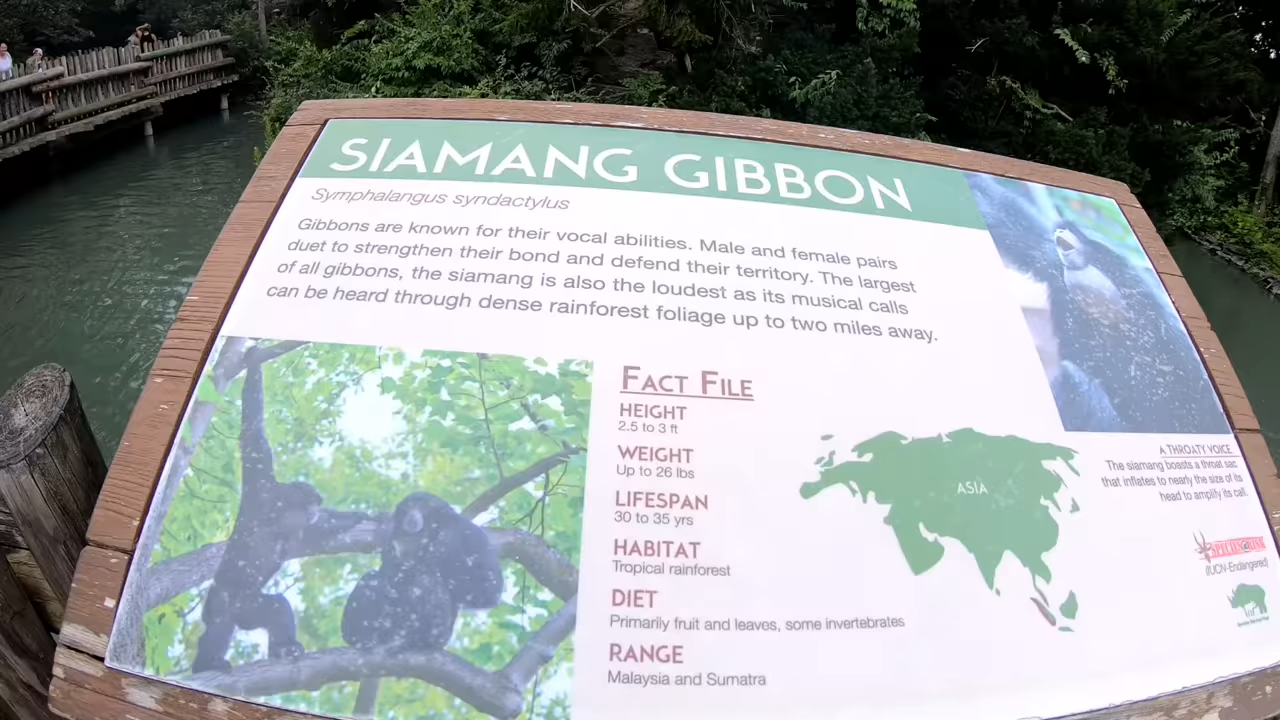 SIAMANG GIBBON
Symphalangus syndactylus
Gibbons are known for their vocal abilities. Male and female pairs
duet to strengthen their bond and defend their territory. The largest
of all gibbons, the siamang is also the loudest as its musical calls
can be heard through dense rainforest foliage up to two miles away.
FACT FILE
HEIGHT
2.5 to 3 ft
WEIGHT
Up to 26 lbs
LIFESPAN
30 to 35 yrs
HABITAT
Tropical rainforest
DIET
Primarily fruit and leaves, some invertebrates
RANGE
Malaysia and Sumatra
ASIA
A THROATY VOICE.
The siamang boasts a throat sac
that inflates to nearly the size of its
head to amplify its call.
(IUCN-Endangered)